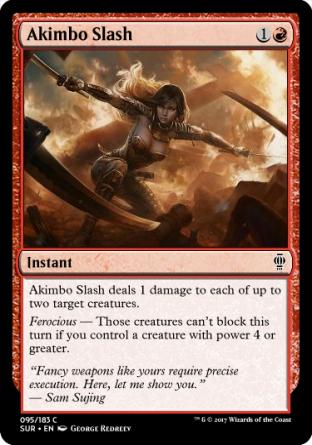 Akimbo Slash 1
Instant
Akimbo Slash deals 1 damage to each of up to
two target creatures.
Ferocious — Those creatures can't block this
turn if you control a creature with power 4 or
greater.
"Fancy weapons like yours require precise
execution. Here, let me show you."
— Sam Sujing
095/183 C
SUR • EN GEORGE REDREEV
™ & © 2017 Wizards of the Coast